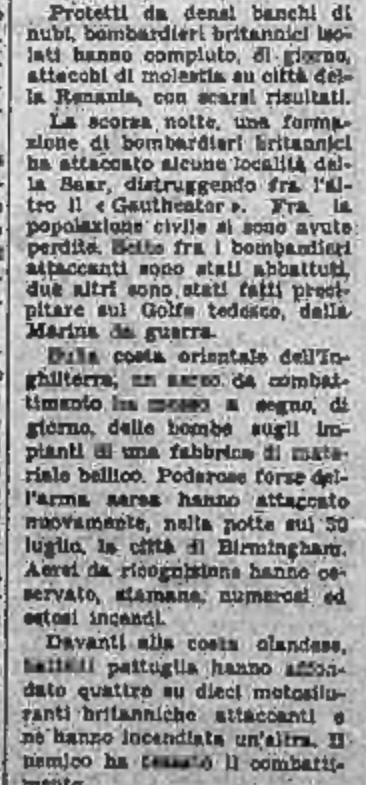 Protetti da densi banchi di
nubi, bombardieri britannici iso-
lati hanno compiuto, di giorno,
attacchi di molestia su città del-
la Renania, con scarsi risultati.
La scorsa notte, una forma-
zione di bombardieri britannici
ha attaccato alcune località del-
la Saar, distruggendo fra l'al-
tro il « Gautheater ». Fra la
popolazione civile si sono avute
perdite. Sette fra i bombardieri
attaccanti sono stati abbattuti,
due altri sono stati fatti preci-
pitare sul Golfo tedesco, dalla
Marina da guerra.
Sulla costa orientale dell'In-
ghilterra, un aereo da combat-
timento ha messo a segno, di
giorno, delle bombe sugli im-
pianti di una fabbrica di mate-
riale bellico. Poderose forze del-
l'arma aerea hanno attaccato
nuovamente, nella notte sul 30
luglio, la città di Birmingham.
Aerei da ricognizione hanno os-
servato, stamane, numerosi ed
estesi incendi.
Davanti alla costa olandese,
battelli pattuglia hanno affon-
dato quattro su dieci motosilu-
ranti britanniche attaccanti e
ne hanno incendiata un'altra. Il
nemico ha il combatti-
mento